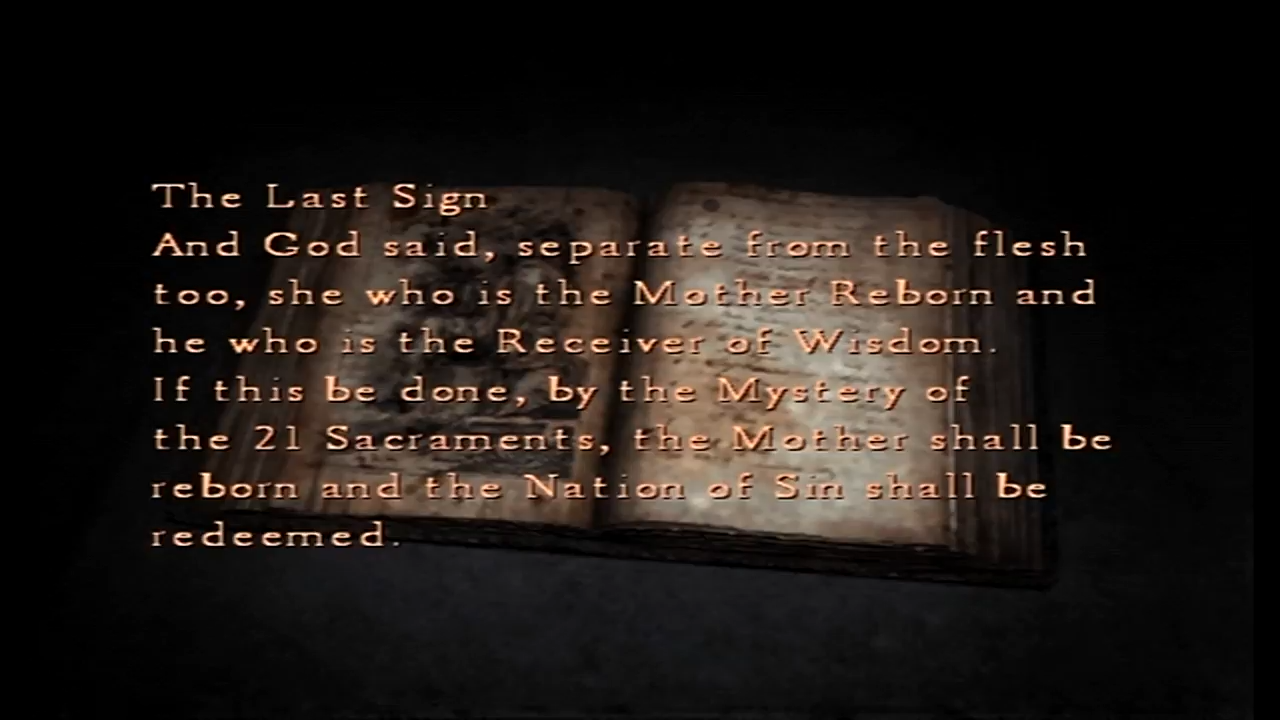 The Last Sign
And God said, separate from the flesh
too, she who is the Mother Reborn and
he who is the Receiver of Wisdom.
If this be done, by the Mystery of
the 21 Sacraments, the Mother shall be
reborn and the Nation of Sin shall be
redeemed.